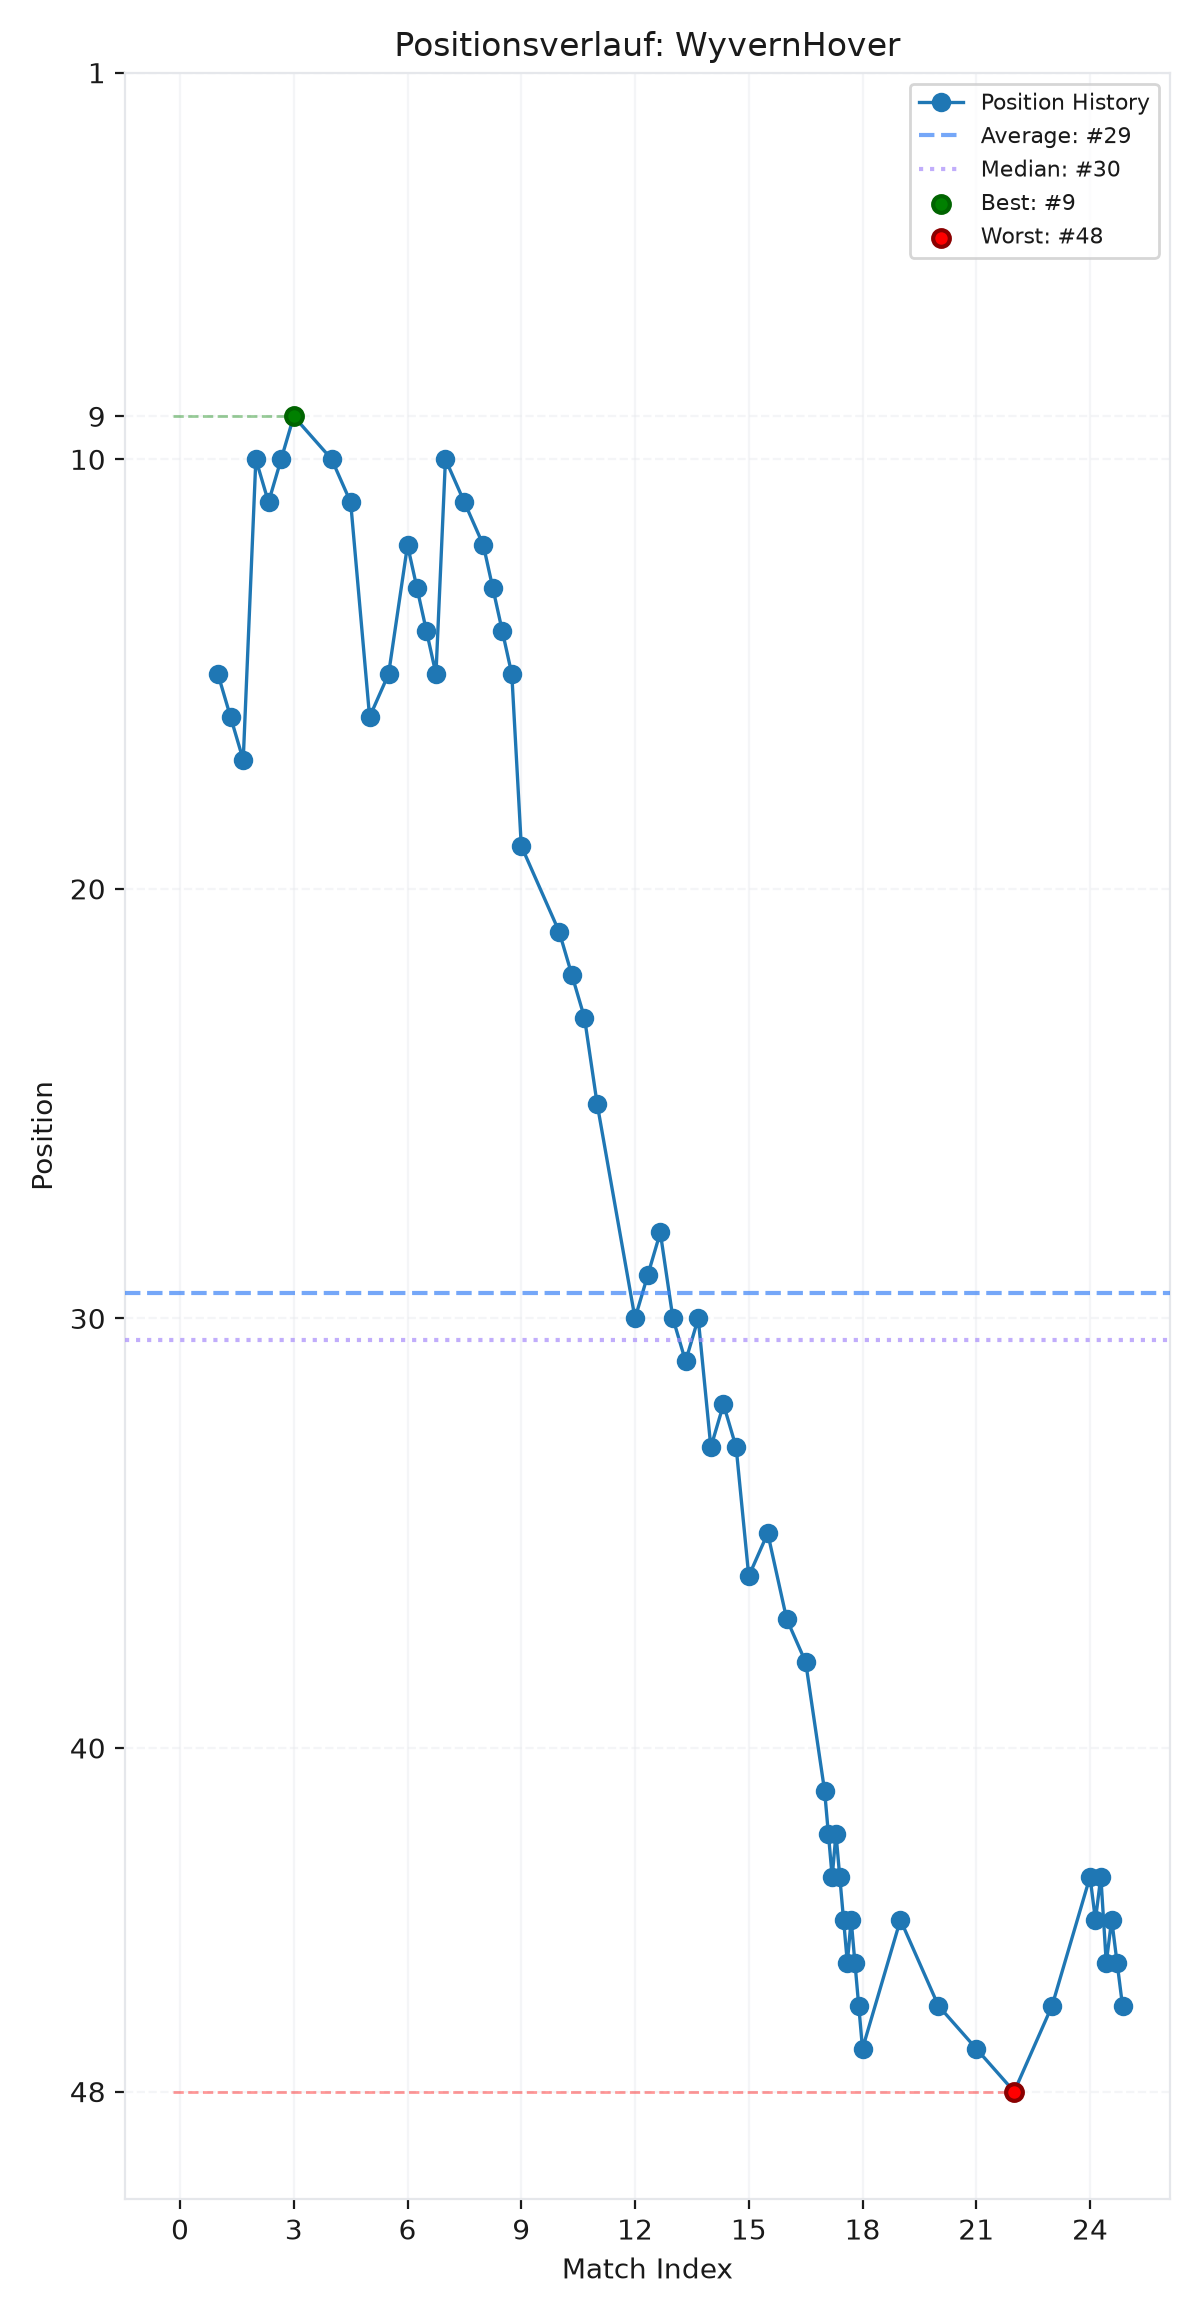 Positionsverlauf: WyvernHover
Position History
Average: #29
Median: #30
Best: #9
Worst: #48
1
9
10
20
30
40
48
Position
0 3 6 9 12 15 18 21 24
Match Index